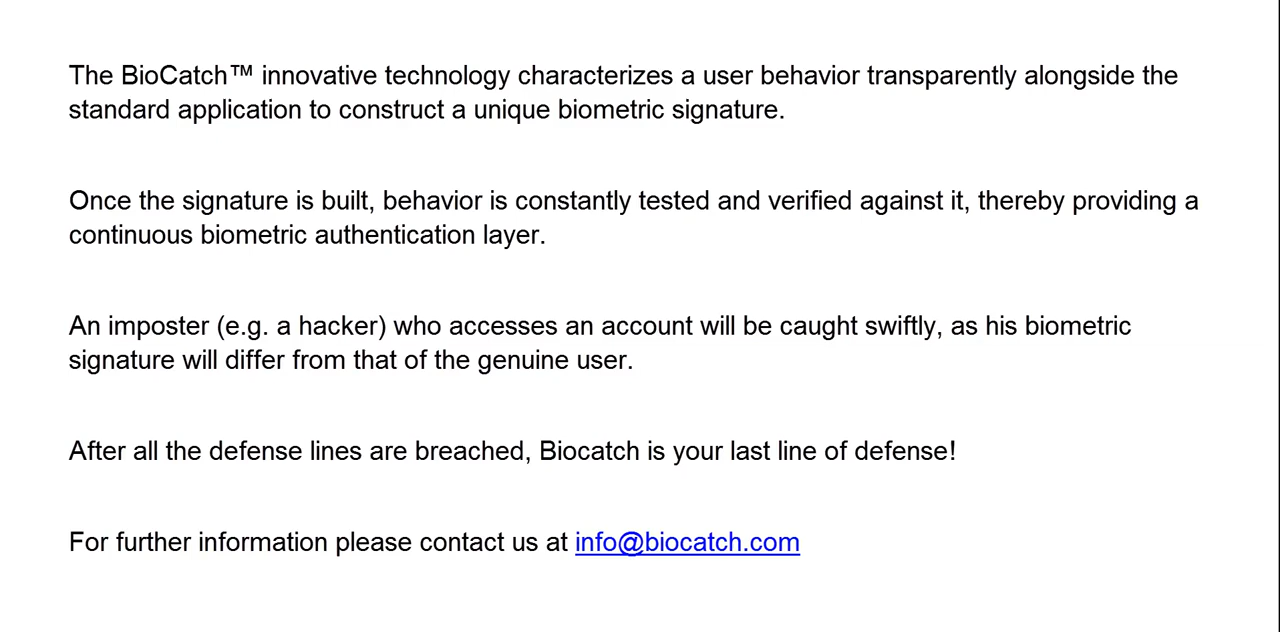 The BioCatch™ innovative technology characterizes a user behavior transparently alongside the
standard application to construct a unique biometric signature.
Once the signature is built, behavior is constantly tested and verified against it, thereby providing a
continuous biometric authentication layer.
An imposter (e.g. a hacker) who accesses an account will be caught swiftly, as his biometric
signature will differ from that of the genuine user.
After all the defense lines are breached, Biocatch is your last line of defense!
For further information please contact us at info@biocatch.com